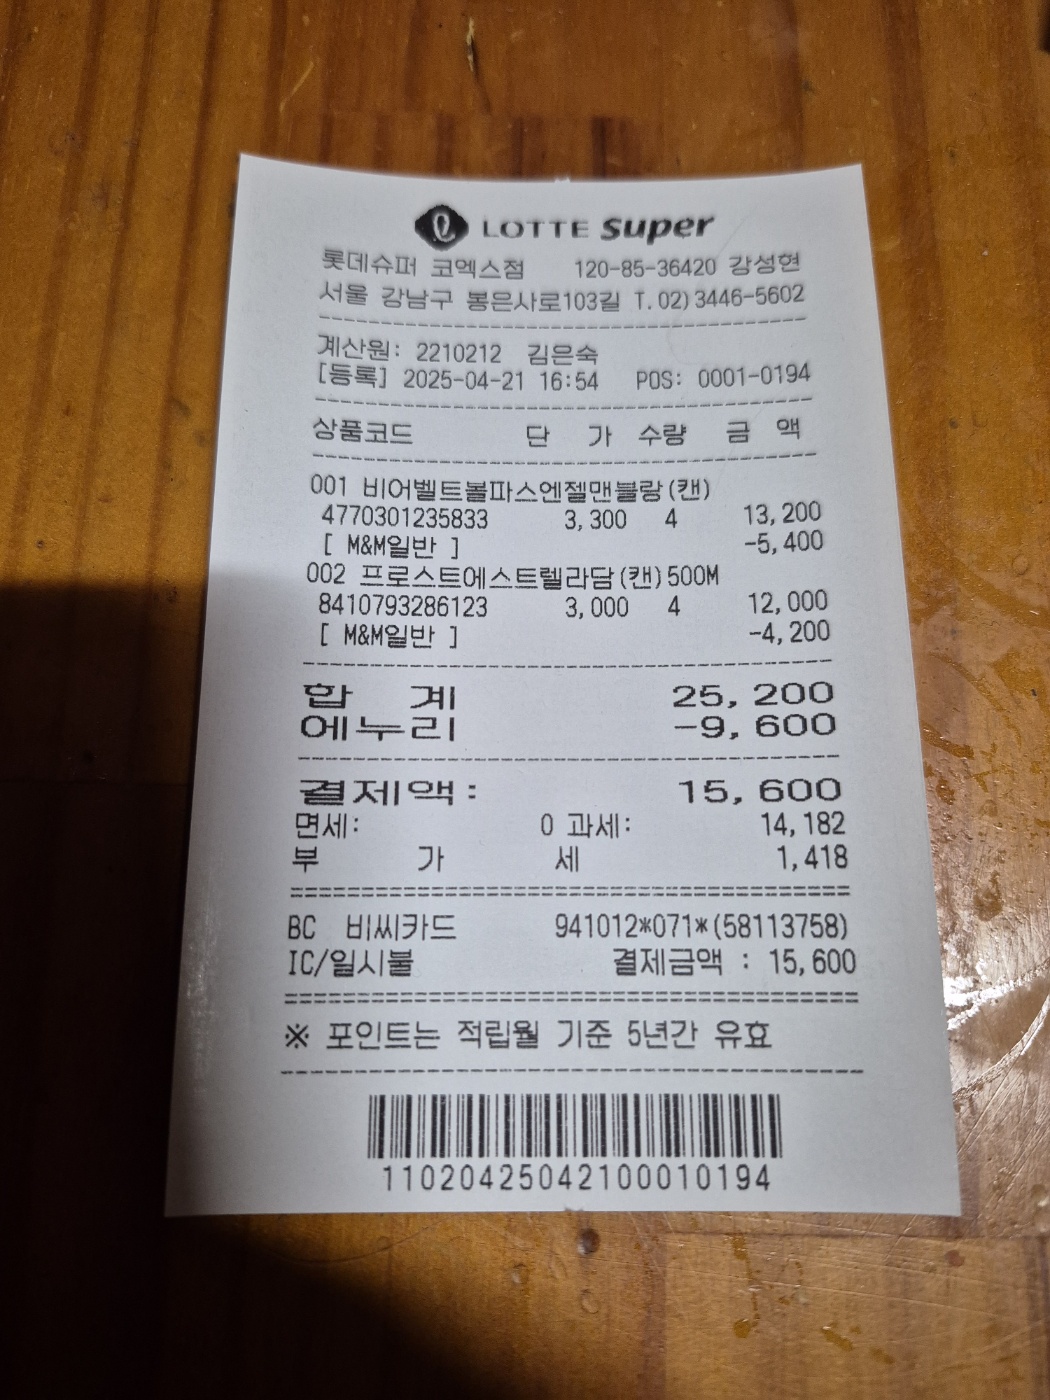 LOTTE super
롯데슈퍼 코엑스점 120-85-36420 강성현
서울 강남구 봉은사로103길 T.02)3446-5602
계산원: 2210212 김은숙
[등록] 2025-04-21 16:54 POS: 0001-0194
상품코드 단 가 수량 금 액
001 비어벨트볼파스엔젤맨블랑(캔)
4770301235833 3,300 4 13,200
[ M&M일반 ] -5,400
002 프로스트에스트렐라담(캔)500M
8410793286123 3,000 4 12,000
[ M&M일반 ] -4,200
합 계 25,200
에누리 -9,600
결제액: 15,600
면세: 0 과세: 14,182
부 가 세 1,418
BC 비씨카드 941012*071*(58113758)
IC/일시불 결제금액 : 15,600
※ 포인트는 적립월 기준 5년간 유효
11020425042100010194